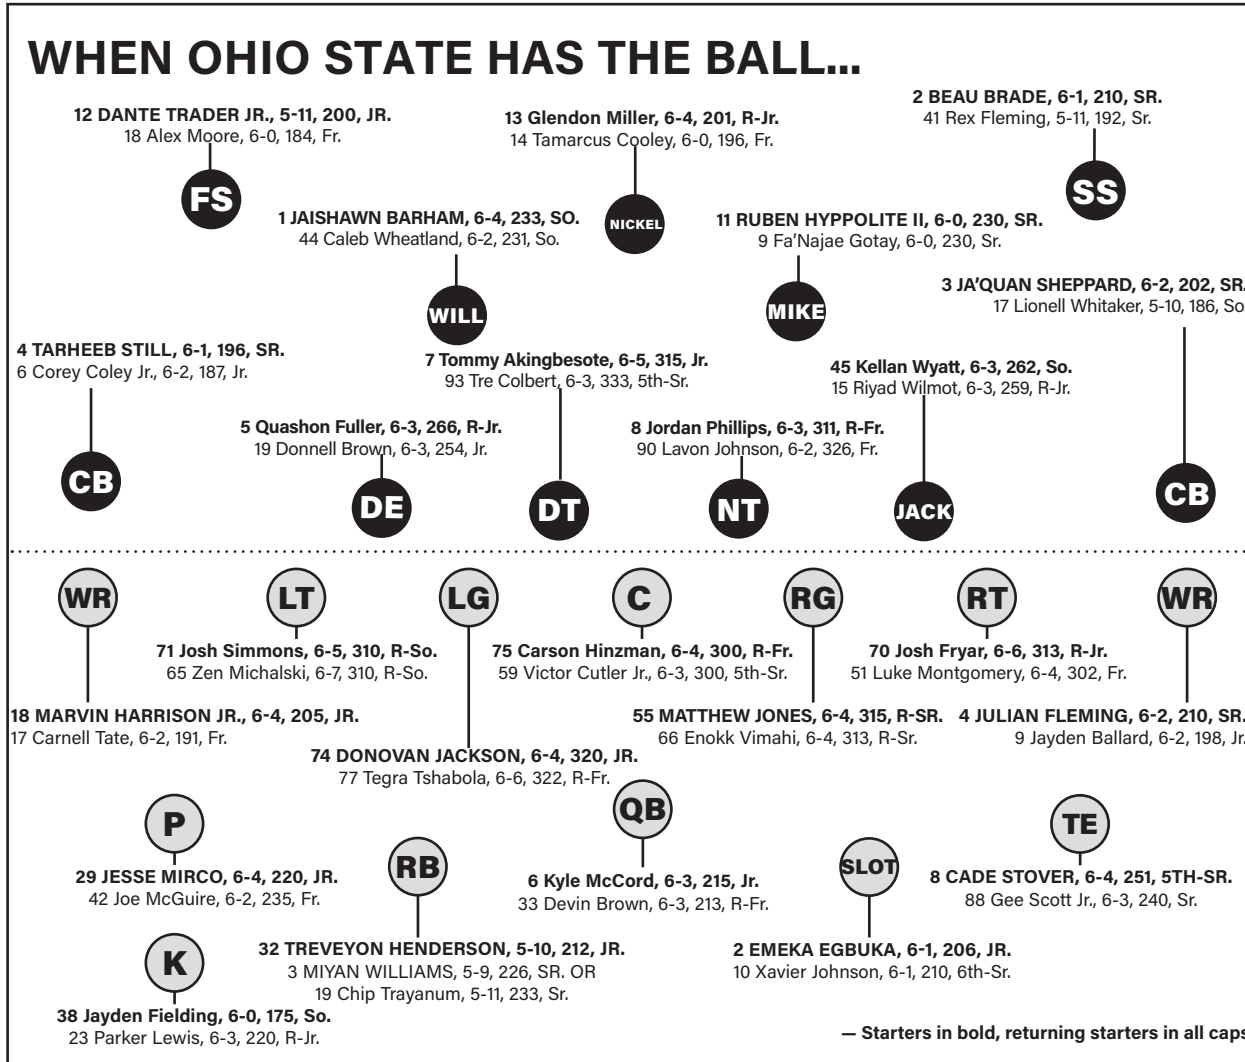 WHEN OHIO STATE HAS THE BALL...
12 DANTE TRADER JR., 5-11, 200, JR.
18 Alex Moore, 6-0, 184, Fr.
FS
13 Glendon Miller, 6-4, 201, R-Jr.
14 Tamarcus Cooley, 6-0, 196, Fr.
NICKEL
2 BEAU BRADE, 6-1, 210, SR.
41 Rex Fleming, 5-11, 192, Sr.
SS
1 JAISHAWN BARHAM, 6-4, 233, SO.
44 Caleb Wheatland, 6-2, 231, So.
WILL
11 RUBEN HYPPOLITE II, 6-0, 230, SR.
9 Fa'Najae Gotay, 6-0, 230, Sr.
MIKE
3 JA'QUAN SHEPPARD, 6-2, 202, SR.
17 Lionell Whitaker, 5-10, 186, So
CB
4 TARHEEB STILL, 6-1, 196, SR.
6 Corey Coley Jr., 6-2, 187, Jr.
CB
7 Tommy Akingbesote, 6-5, 315, Jr.
93 Tre Colbert, 6-3, 333, 5th-Sr.
DT
45 Kellan Wyatt, 6-3, 262, So.
15 Riyad Wilmot, 6-3, 259, R-Jr.
JACK
5 Quashon Fuller, 6-3, 266, R-Jr.
19 Donnell Brown, 6-3, 254, Jr.
DE
8 Jordan Phillips, 6-3, 311, R-Fr.
90 Lavon Johnson, 6-2, 326, Fr.
NT
WR
18 MARVIN HARRISON JR., 6-4, 205, JR.
17 Carnell Tate, 6-2, 191, Fr.
LT
71 Josh Simmons, 6-5, 310, R-So.
65 Zen Michalski, 6-7, 310, R-So.
LG
74 DONOVAN JACKSON, 6-4, 320, JR.
77 Tegra Tshabola, 6-6, 322, R-Fr.
C
75 Carson Hinzman, 6-4, 300, R-Fr.
59 Victor Cutler Jr., 6-3, 300, 5th-Sr.
RG
55 MATTHEW JONES, 6-4, 315, R-SR.
66 Enokk Vimahi, 6-4, 313, R-Sr.
RT
70 Josh Fryar, 6-6, 313, R-Jr.
51 Luke Montgomery, 6-4, 302, Fr.
WR
4 JULIAN FLEMING, 6-2, 210, SR.
9 Jayden Ballard, 6-2, 198, Jr.
P
29 JESSE MIRCO, 6-4, 220, JR.
42 Joe McGuire, 6-2, 235, Fr.
RB
32 TREVEYON HENDERSON, 5-10, 212, JR.
3 MIYAN WILLIAMS, 5-9, 226, SR. OR
19 Chip Trayanum, 5-11, 233, Sr.
QB
6 Kyle McCord, 6-3, 215, Jr.
33 Devin Brown, 6-3, 213, R-Fr.
SLOT
2 EMEKA EGBUKA, 6-1, 206, JR.
10 Xavier Johnson, 6-1, 210, 6th-Sr.
TE
8 CADE STOVER, 6-4, 251, 5TH-SR.
88 Gee Scott Jr., 6-3, 240, Sr.
K
38 Jayden Fielding, 6-0, 175, So.
23 Parker Lewis, 6-3, 220, R-Jr.
— Starters in bold, returning starters in all caps